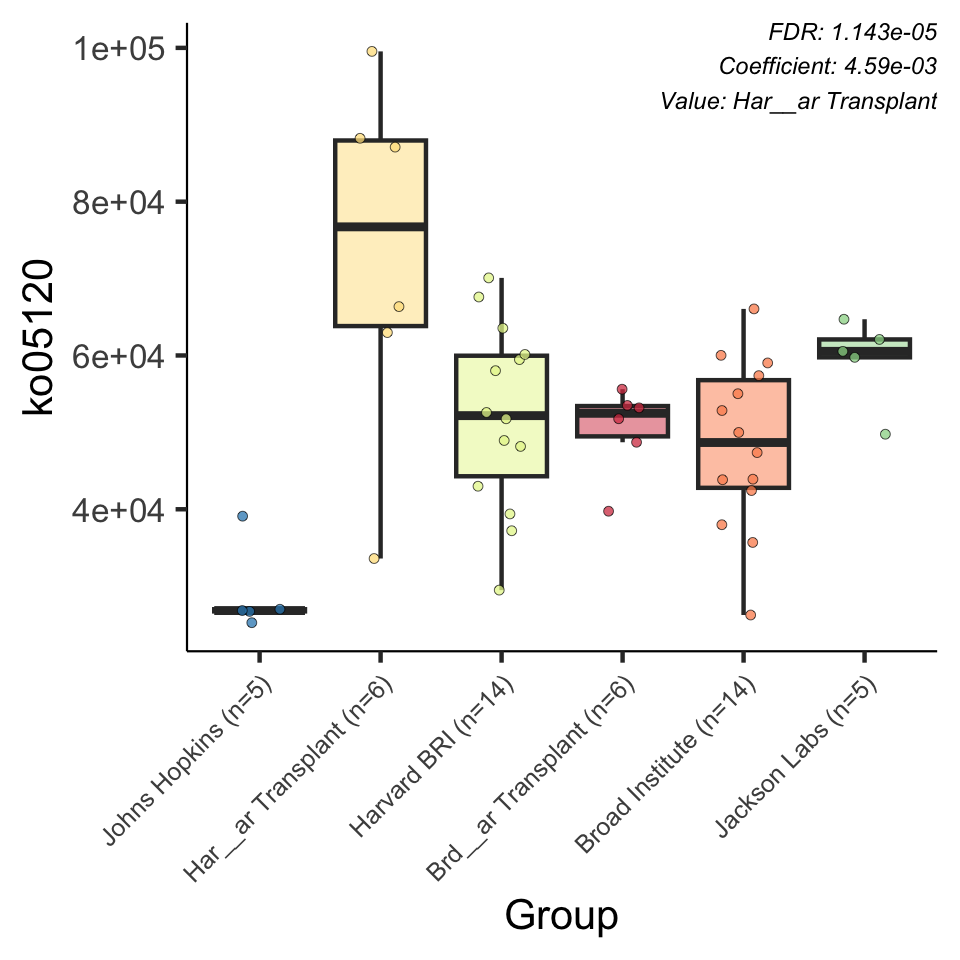 FDR: 1.143e-05
Coefficient: 4.59e-03
Value: Har__ar Transplant
ko05120
1e+05
8e+04
6e+04
4e+04
Johns Hopkins (n=5)
Har__ar Transplant (n=6)
Harvard BRI (n=14)
Brd__ar Transplant (n=6)
Broad Institute (n=14)
Jackson Labs (n=5)
Group